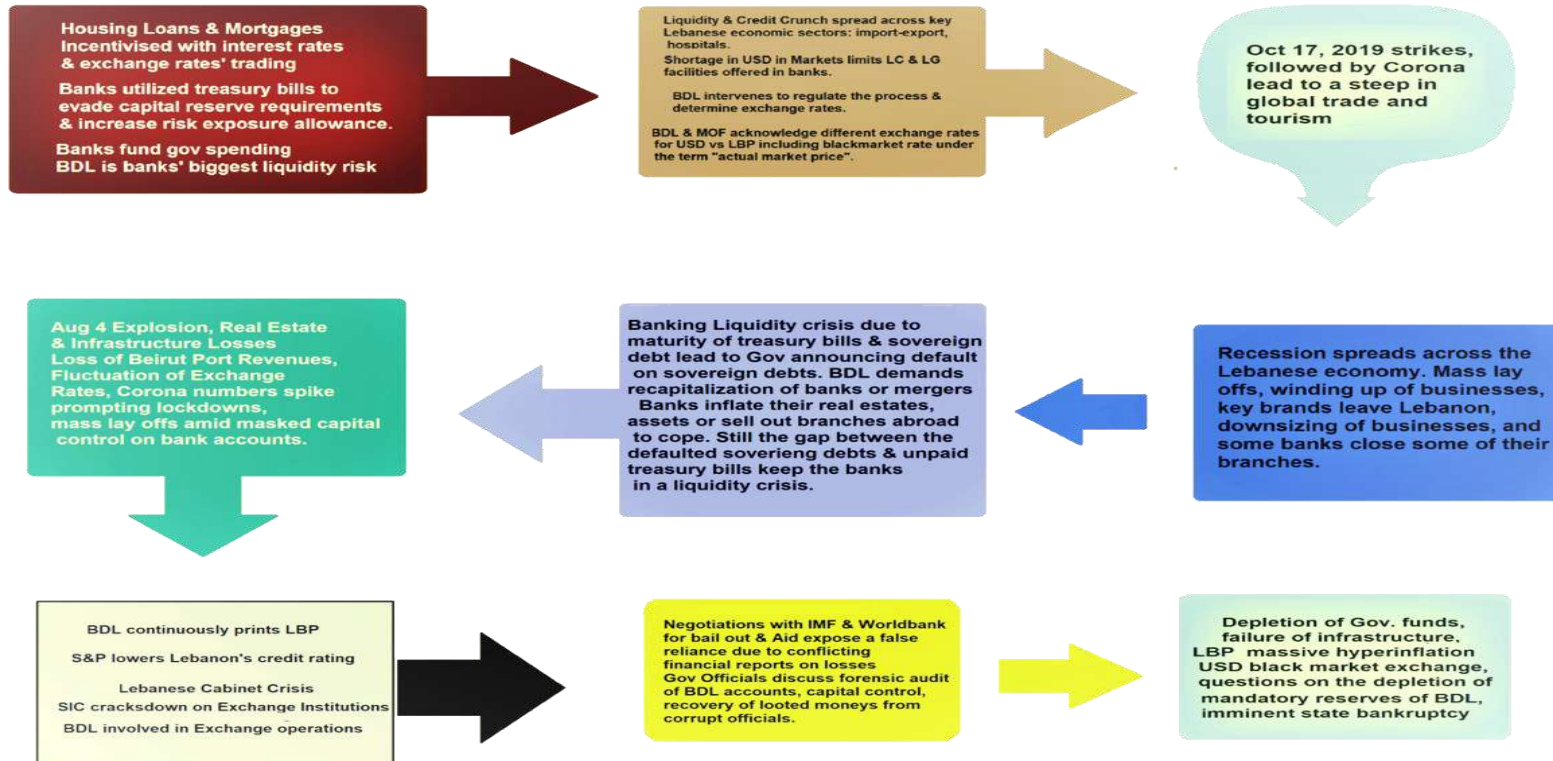 Housing Loans & Mortgages
Incentivised with interest rates
& exchange rates' trading
Banks utilized treasury bills to
evade capital reserve requirements
& increase risk exposure allowance.
Banks fund gov spending
BDL is banks' biggest liquidity risk
Liquidity & Credit Crunch spread across key
Lebanese economic sectors: import-export,
hospitals.
Shortage in USD in Markets limits LC & LG
facilities offered in banks.
BDL intervenes to regulate the process &
determine exchange rates.
BDL & MOF acknowledge different exchange rates
for USD vs LBP including blackmarket rate under
the term "actual market price".
Oct 17, 2019 strikes,
followed by Corona
lead to a steep in
global trade and
tourism
Recession spreads across the
Lebanese economy. Mass lay
offs, winding up of businesses,
key brands leave Lebanon,
downsizing of businesses, and
some banks close some of their
branches.
Banking Liquidity crisis due to
maturity of treasury bills & sovereign
debt lead to Gov announcing default
on sovereign debts. BDL demands
recapitalization of banks or mergers
Banks inflate their real estates,
assets or sell out branches abroad
to cope. Still the gap between the
defaulted soverieng debts & unpaid
treasury bills keep the banks
in a liquidity crisis.
Aug 4 Explosion, Real Estate
& Infrastructure Losses
Loss of Beirut Port Revenues,
Fluctuation of Exchange
Rates, Corona numbers spike
prompting lockdowns,
mass lay offs amid masked capital
control on bank accounts.
BDL continuously prints LBP
S&P lowers Lebanon's credit rating
Lebanese Cabinet Crisis
SIC cracksdown on Exchange Institutions
BDL involved in Exchange operations
Negotiations with IMF & Worldbank
for bail out & Aid expose a false
reliance due to conflicting
financial reports on losses
Gov Officials discuss forensic audit
of BDL accounts, capital control,
recovery of looted moneys from
corrupt officials.
Depletion of Gov. funds,
failure of infrastructure,
LBP massive hyperinflation
USD black market exchange,
questions on the depletion of
mandatory reserves of BDL,
imminent state bankruptcy